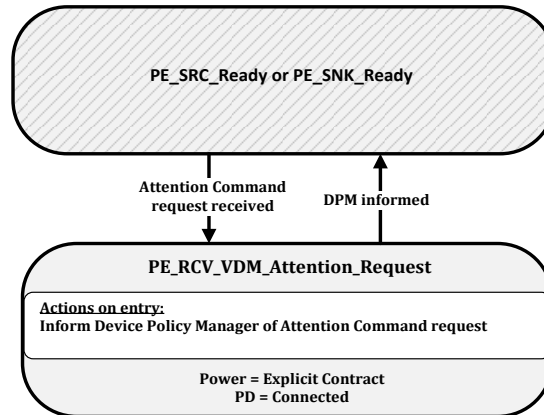 PE_SRC_Ready or PE_SNK_Ready
Attention Command
request received
DPM informed
PE_RCV_VDM_Attention_Request
Actions on entry:
Inform Device Policy Manager of Attention Command request
Power = Explicit Contract
PD = Connected